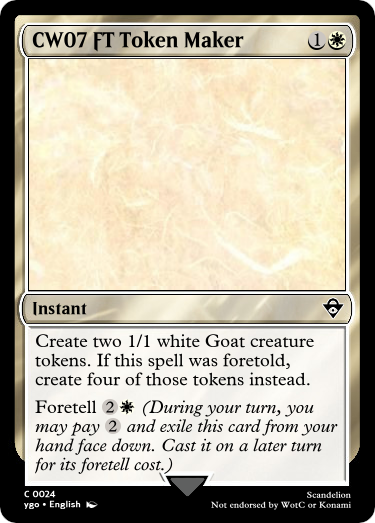 CW07 FT Token Maker 1
Instant
Create two 1/1 white Goat creature
tokens. If this spell was foretold,
create four of those tokens instead.
Foretell 2 (During your turn, you
may pay 2 and exile this card from your
hand face down. Cast it on a later turn
for its foretell cost.)
C 0024
ygo • English
Scandelion
Not endorsed by WotC or Konami